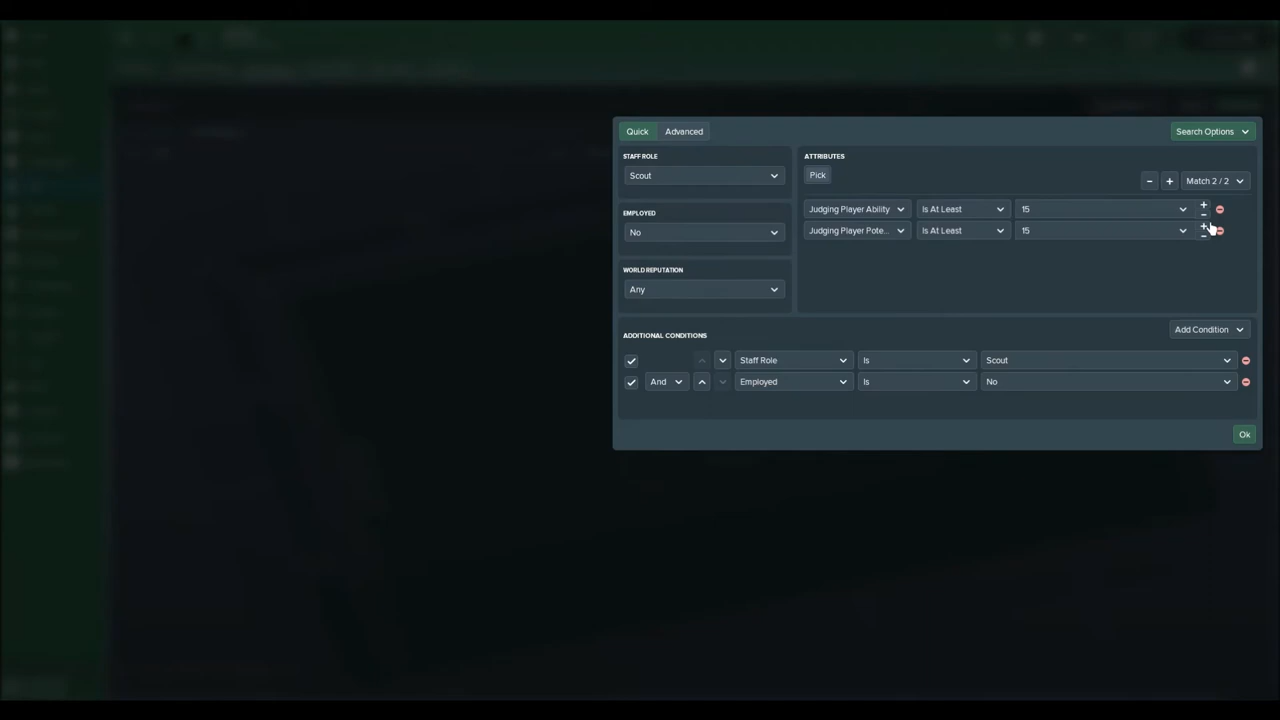 Quick Advanced Search Options
STAFF ROLE
Scout
EMPLOYED
No
WORLD REPUTATION
Any
ATTRIBUTES
Pick
- + Match 2 / 2
Judging Player Ability Is At Least 15 + -
Judging Player Pote... Is At Least 15 + -
ADDITIONAL CONDITIONS
Add Condition
Staff Role Is Scout
And Employed Is No
Ok